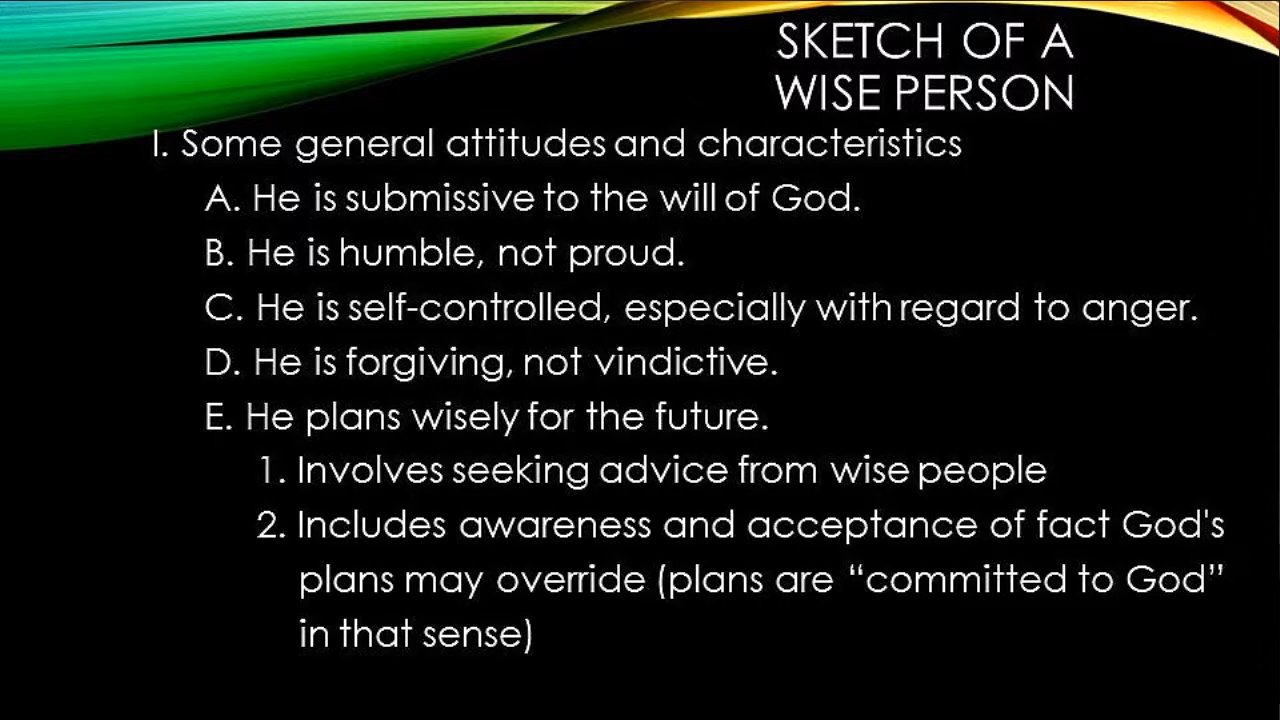 SKETCH OF A
WISE PERSON
I. Some general attitudes and characteristics
A. He is submissive to the will of God.
B. He is humble, not proud.
C. He is self-controlled, especially with regard to anger.
D. He is forgiving, not vindictive.
E. He plans wisely for the future.
1. Involves seeking advice from wise people
2. Includes awareness and acceptance of fact God's
plans may override (plans are “committed to God”
in that sense)